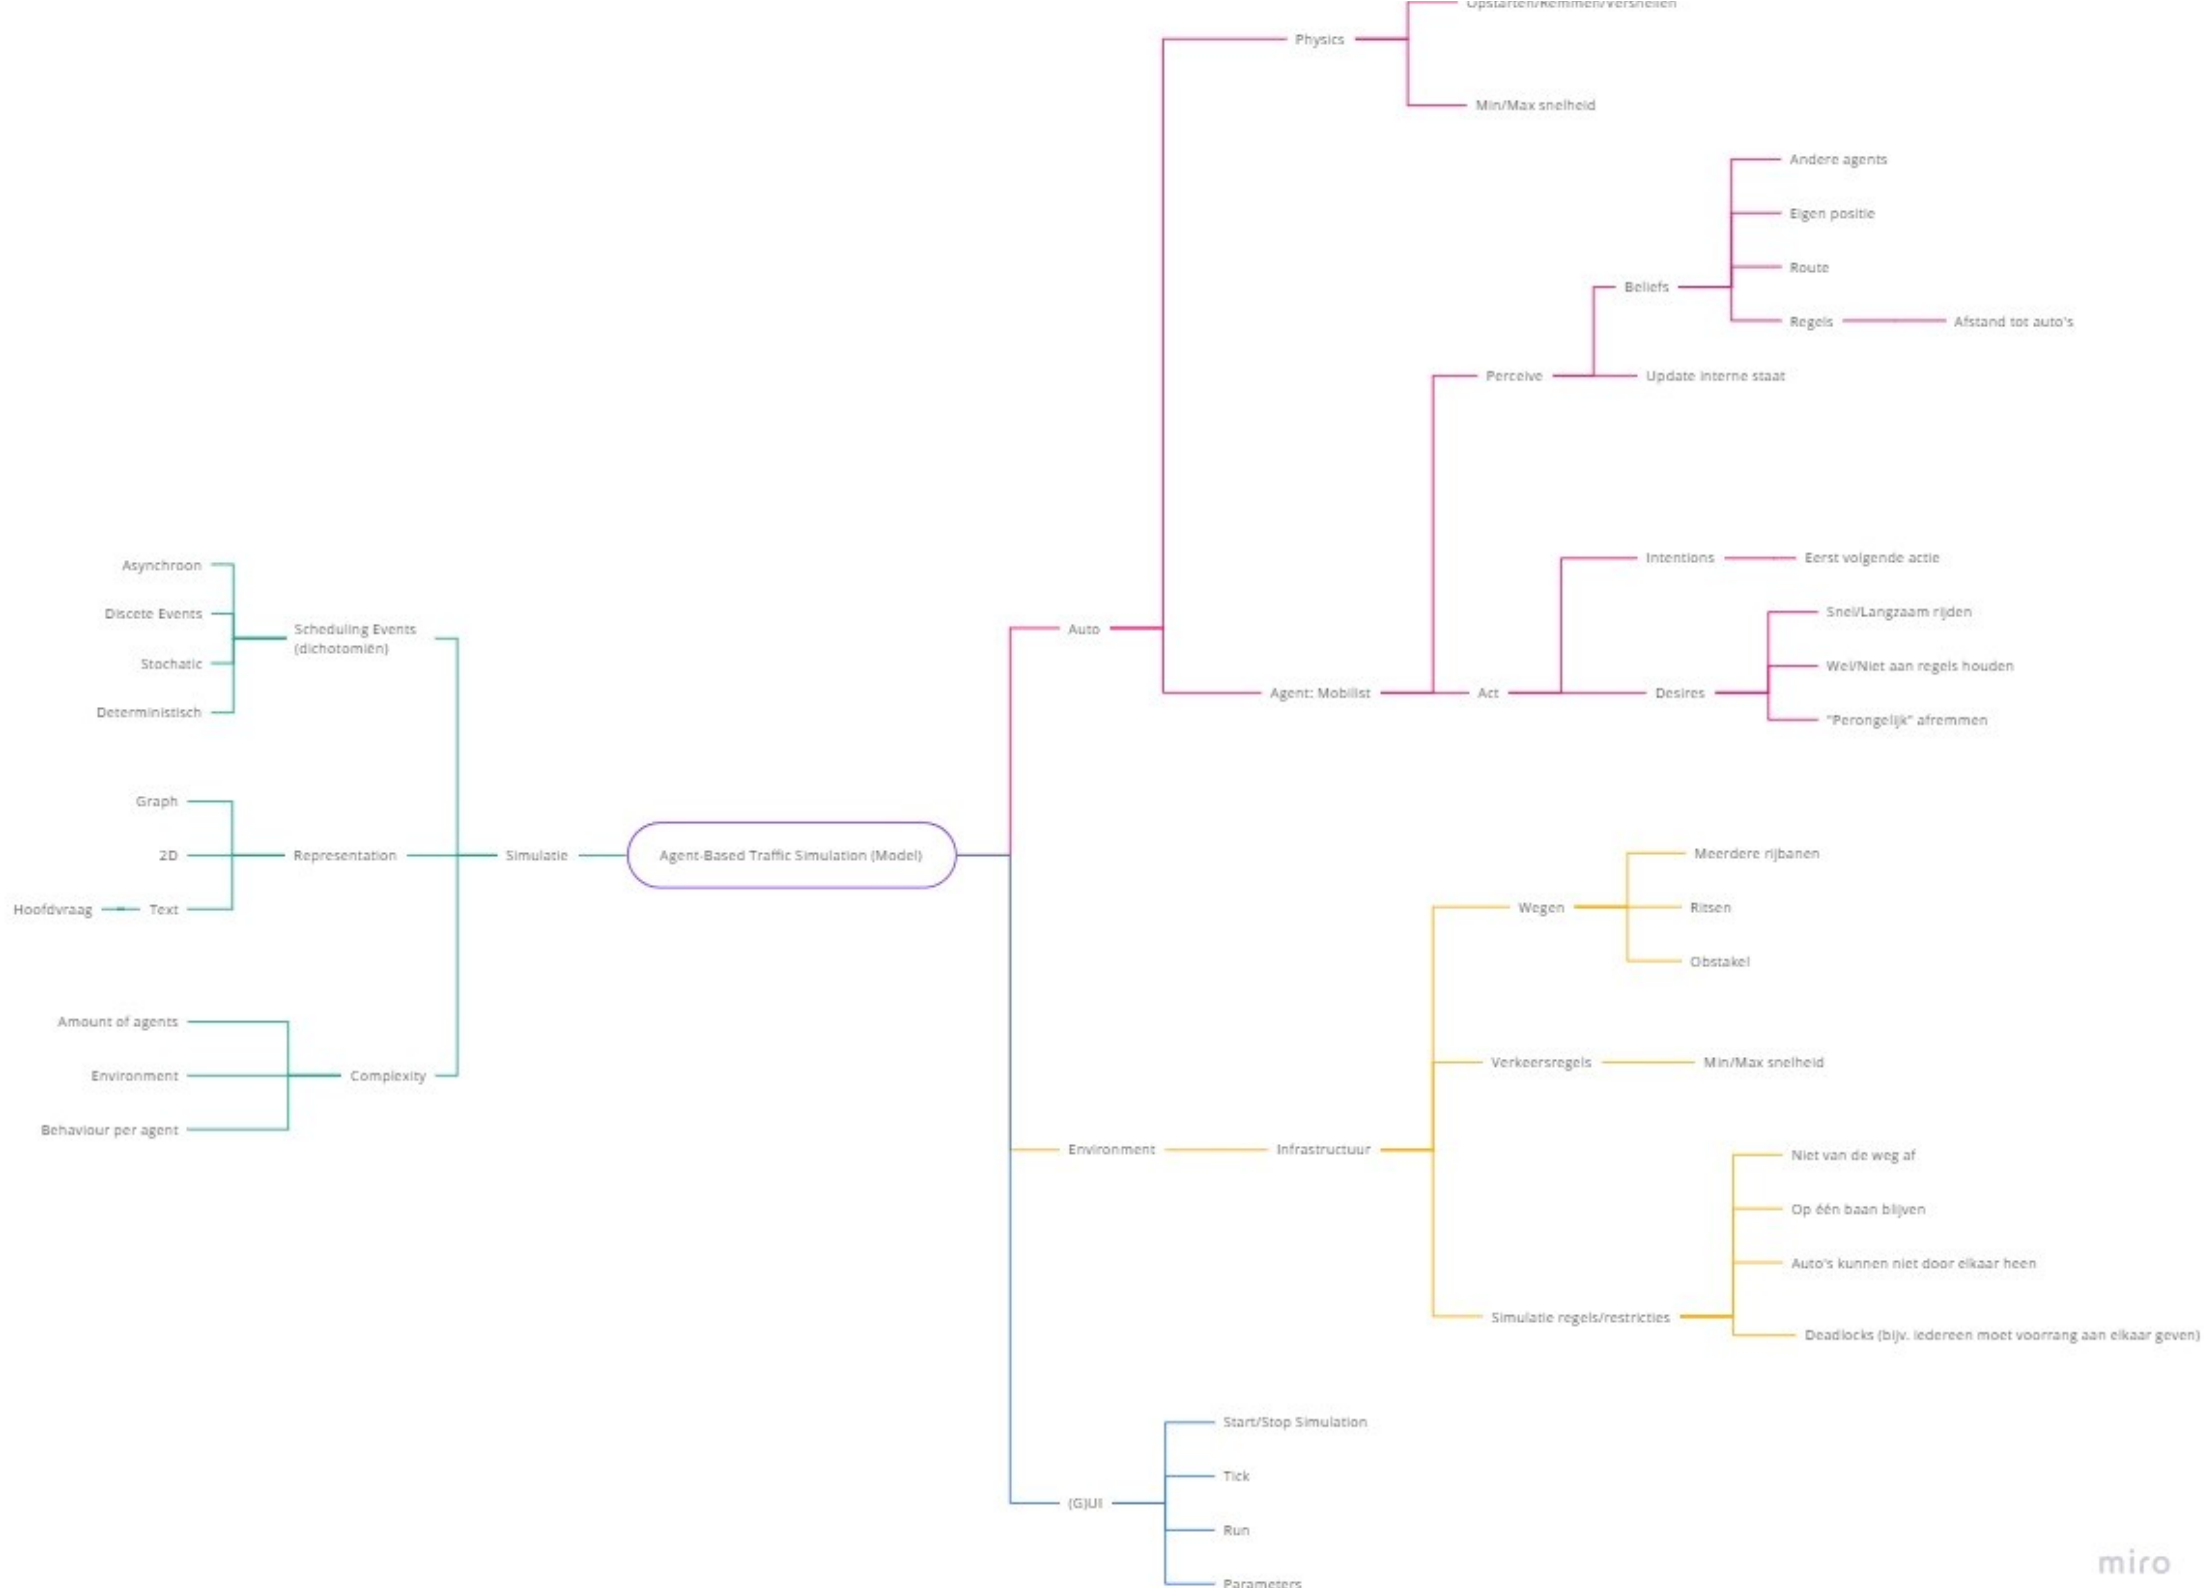 Opstarten/Remmen/Versnellen
Physics
Min/Max snelheid
Andere agents
Eigen positie
Route
Beliefs
Regels
Afstand tot auto's
Perceive
Update interne staat
Intentions
Eerst volgende actie
Auto
Snel/Langzaam rijden
Wel/Niet aan regels houden
Agent: Mobilist
Act
Desires
"Perongelijk" afremmen
Asynchroon
Discete Events
Scheduling Events
(dichotomiën)
Stochatic
Deterministisch
Graph
2D
Representation
Simulatie
Hoofdvraag
Text
Amount of agents
Environment
Complexity
Behaviour per agent
Agent-Based Traffic Simulation (Model)
Meerdere rijbanen
Wegen
Ritsen
Obstakel
Verkeersregels
Min/Max snelheid
Environment
Infrastructuur
Niet van de weg af
Op één baan blijven
Auto's kunnen niet door elkaar heen
Simulatie regels/restricties
Deadlocks (bijv. iedereen moet voorrang aan elkaar geven)
Start/Stop Simulation
Tick
(G)UI
Run
Parameters
miro